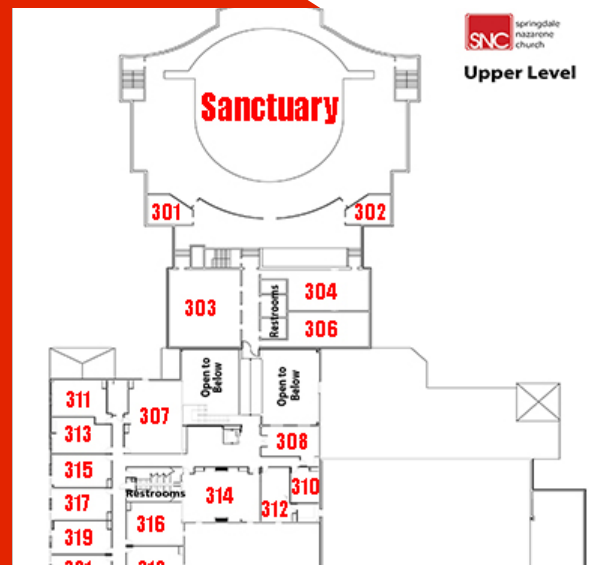 SNC
springdale
nazarene
church
Upper Level
Sanctuary
301
302
303
Restrooms
304
306
Open to
Below
Open to
Below
311
307
313
308
315
Restrooms
314
310
317
312
316
319